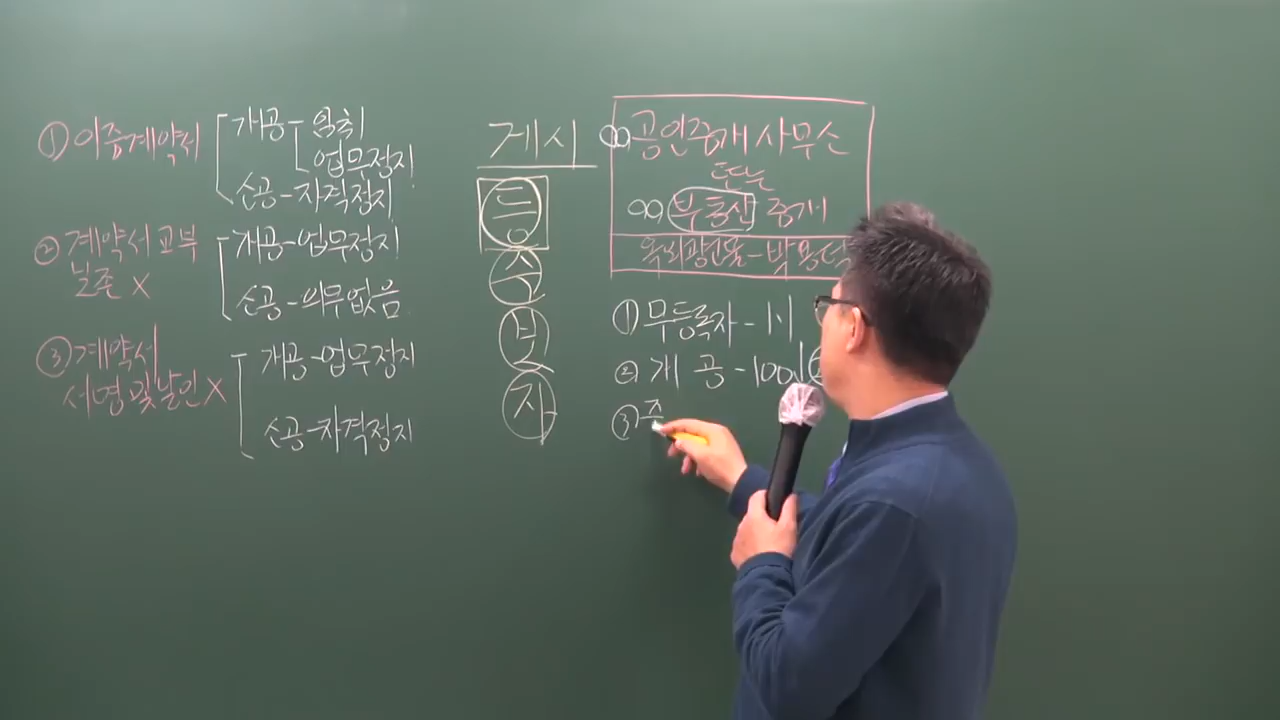 ① 이중계약서
개공 - 임취
업무정지
소공 - 자격정지
② 계약서 교부
보존 X
개공 - 업무정지
소공 - 의무없음
③ 계약서
서명 및 날인 X
개공 - 업무정지
소공 - 자격정지
게시
등
중
보
자
OO 공인중개사무소
또는
OO 부동산 중개
옥외광고물 -
① 무등록자 - 1-1
② 개공 - 100↓
③ 중